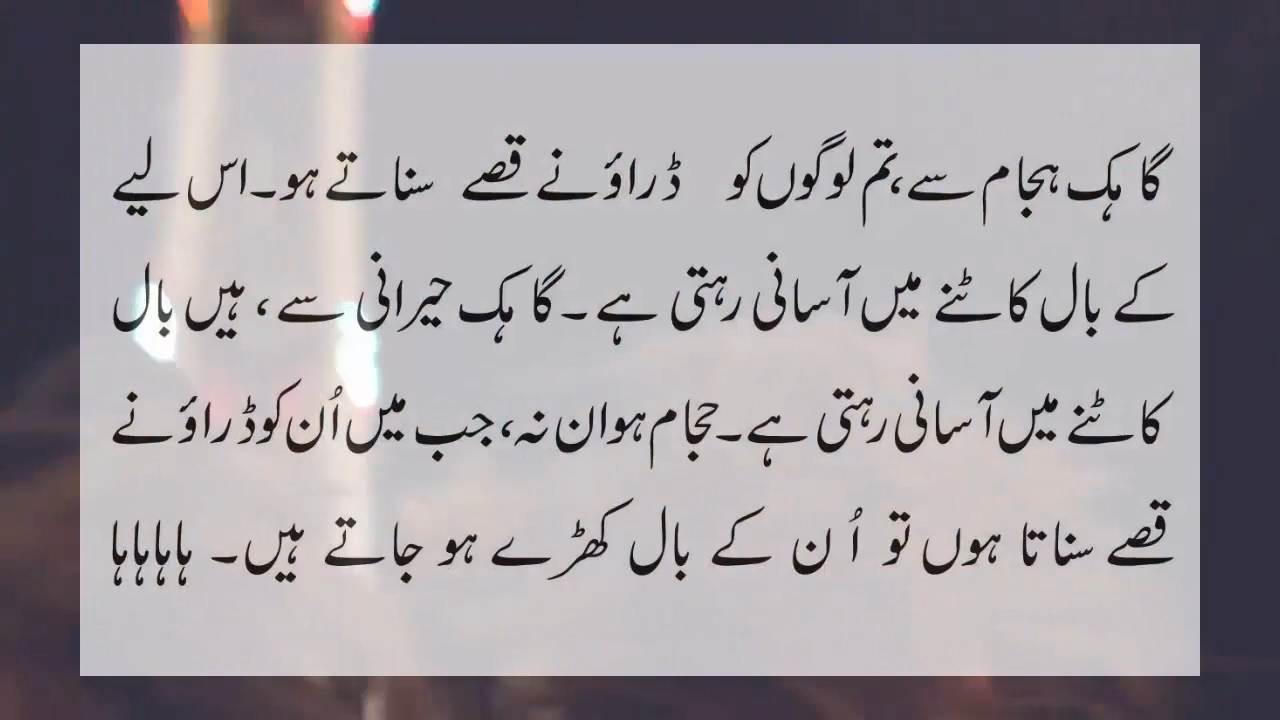 گاہک ہجام سے،تم لوگوں کو ڈراؤنے قصے سناتے ہو۔اس لیے
کے بال کاٹنے میں آسانی رہتی ہے۔گاہک حیرانی سے، ہیں بال
کاٹنے میں آسانی رہتی ہے۔حجام ہوان نہ، جب میں اُن کوڈراؤنے
قصے سناتا ہوں تو اُن کے بال کھڑے ہو جاتے ہیں۔ ہاہاہاہا